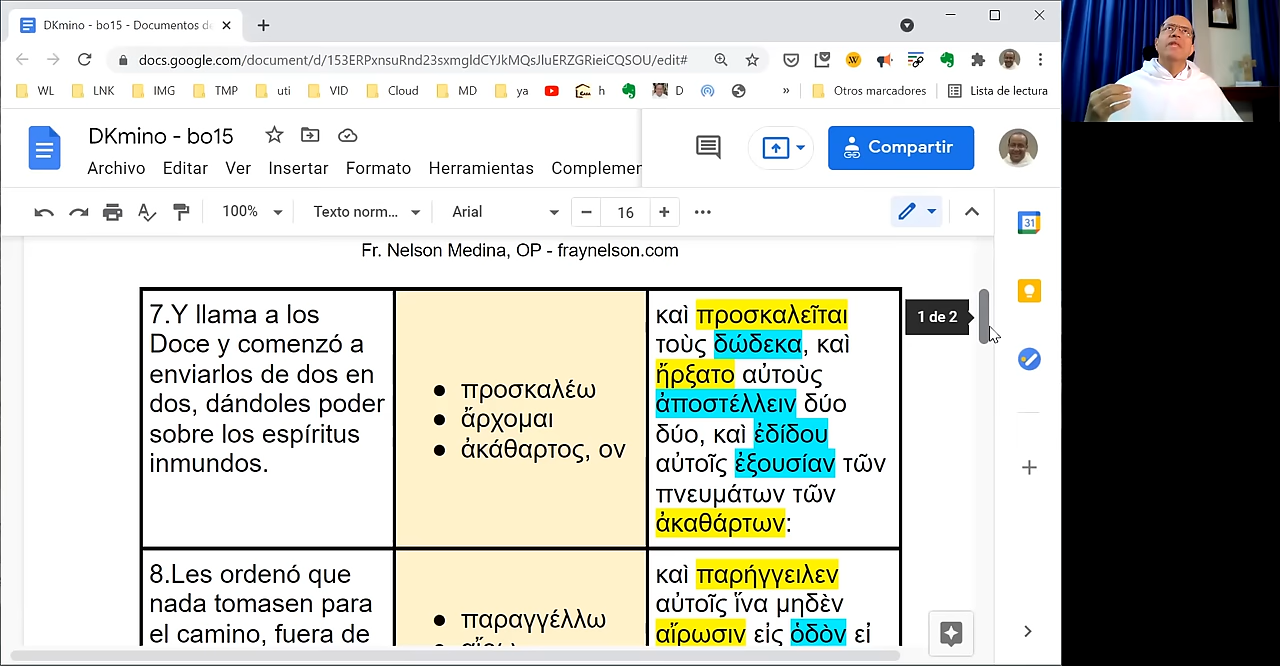 DKmino - bo15 - Documentos de
docs.google.com/document/d/153ERPxnsuRnd23sxmgIdCYJkMQsJluERZGRieiCQSOU/edit#
WL LNK IMG TMP uti VID Cloud MD ya h D » Otros marcadores Lista de lectura
DKmino - bo15
Archivo Editar Ver Insertar Formato Herramientas Complemen
Compartir
100% Texto norm... Arial 16
31
Fr. Nelson Medina, OP - fraynelson.com
7.Y llama a los
Doce y comenzó a
enviarlos de dos en
dos, dándoles poder
sobre los espíritus
inmundos.
● προσκαλέω
● ἄρχομαι
● ἀκάθαρτος, ον
καὶ προσκαλεῖται
τοὺς δώδεκα, καὶ
ἤρξατο αὐτοὺς
ἀποστέλλειν δύο
δύο, καὶ ἐδίδου
αὐτοῖς ἐξουσίαν τῶν
πνευμάτων τῶν
ἀκαθάρτων:
1 de 2
8.Les ordenó que
nada tomasen para
el camino, fuera de
● παραγγέλλω
καὶ παρήγγειλεν
αὐτοῖς ἵνα μηδὲν
αἴρωσιν εἰς ὁδὸν εἰ